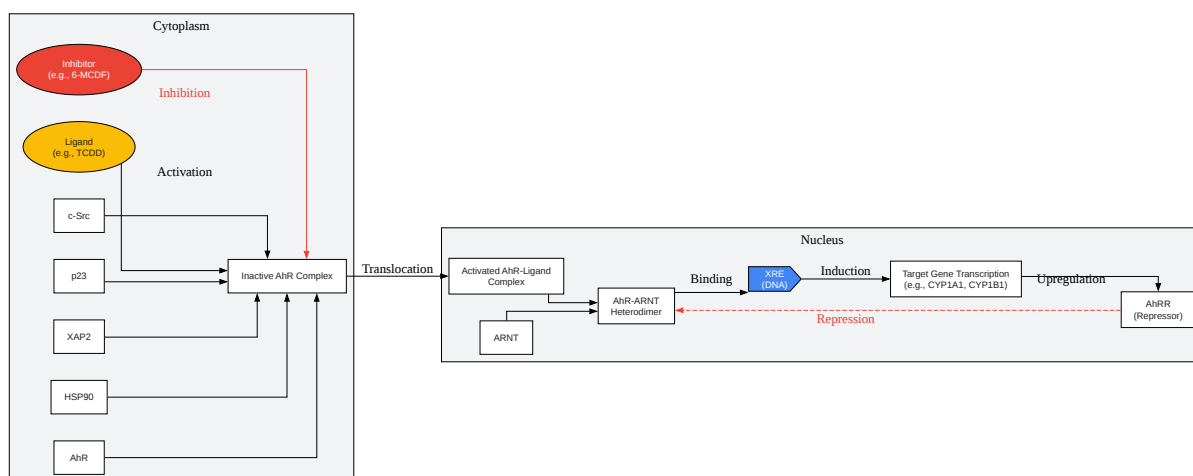 Cytoplasm
Inhibitor
(e.g., 6-MCDF)
Inhibition
Ligand
(e.g., TCDD)
Activation
c-Src
p23
Inactive AhR Complex
XAP2
HSP90
AhR
Translocation
Nucleus
Activated AhR-Ligand
Complex
ARNT
AhR-ARNT
Heterodimer
Binding
XRE
(DNA)
Induction
Target Gene Transcription
(e.g., CYP1A1, CYP1B1)
Upregulation
AhRR
(Repressor)
Repression